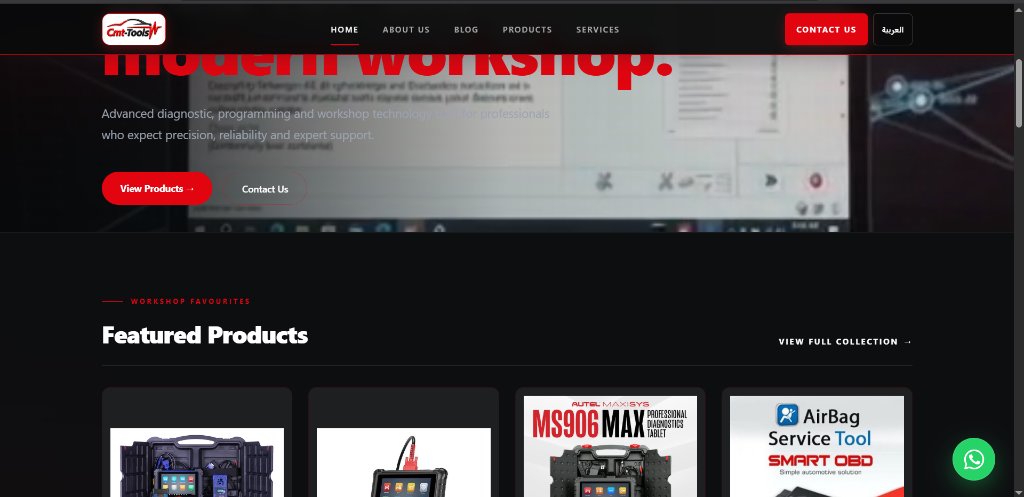 Cmt-Tools
HOME
ABOUT US
BLOG
PRODUCTS
SERVICES
CONTACT US
العربية
modern workshop.
Advanced diagnostic, programming and workshop technology for professionals
who expect precision, reliability and expert support.
View Products →
Contact Us
WORKSHOP FAVOURITES
Featured Products
VIEW FULL COLLECTION →
AUTEL MAXISYS
MS906 MAX
PROFESSIONAL
DIAGNOSTICS
TABLET
AirBag
Service Tool
SMART OBD
Simple automotive solution